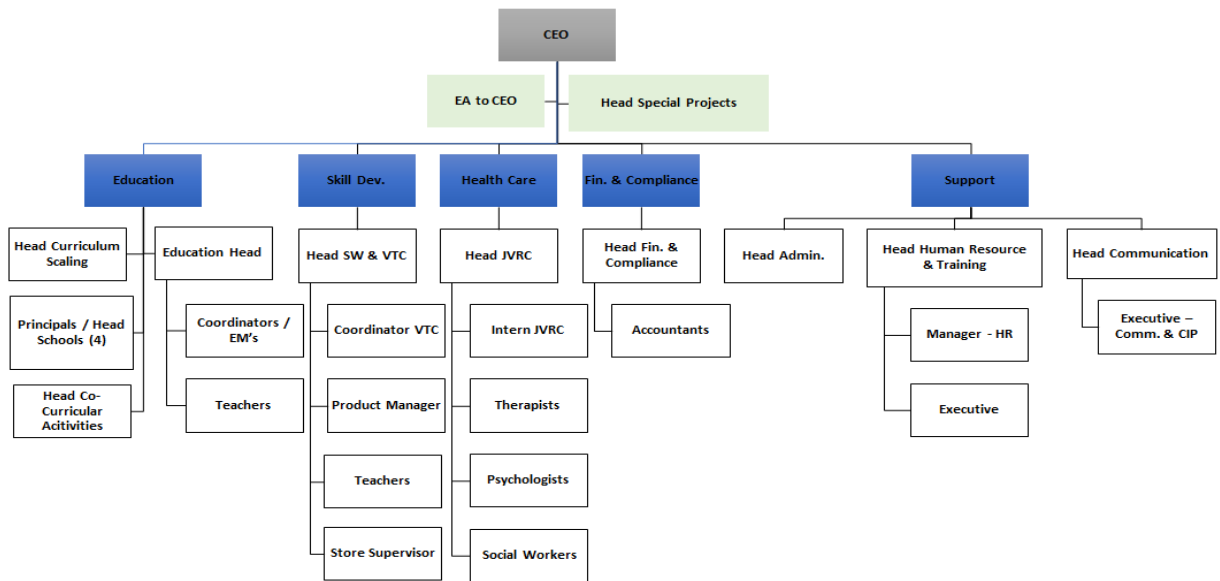 CEO
EA to CEO
Head Special Projects
Education
Skill Dev.
Health Care
Fin. & Compliance
Support
Head Curriculum
Scaling
Education Head
Head SW & VTC
Head JVRC
Head Fin. &
Compliance
Head Admin.
Head Human Resource
& Training
Head Communication
Principals / Head
Schools (4)
Coordinators /
EM's
Coordinator VTC
Intern JVRC
Accountants
Manager - HR
Executive –
Comm. & CIP
Head Co-
Curricular
Acitivities
Teachers
Product Manager
Therapists
Executive
Teachers
Psychologists
Store Supervisor
Social Workers